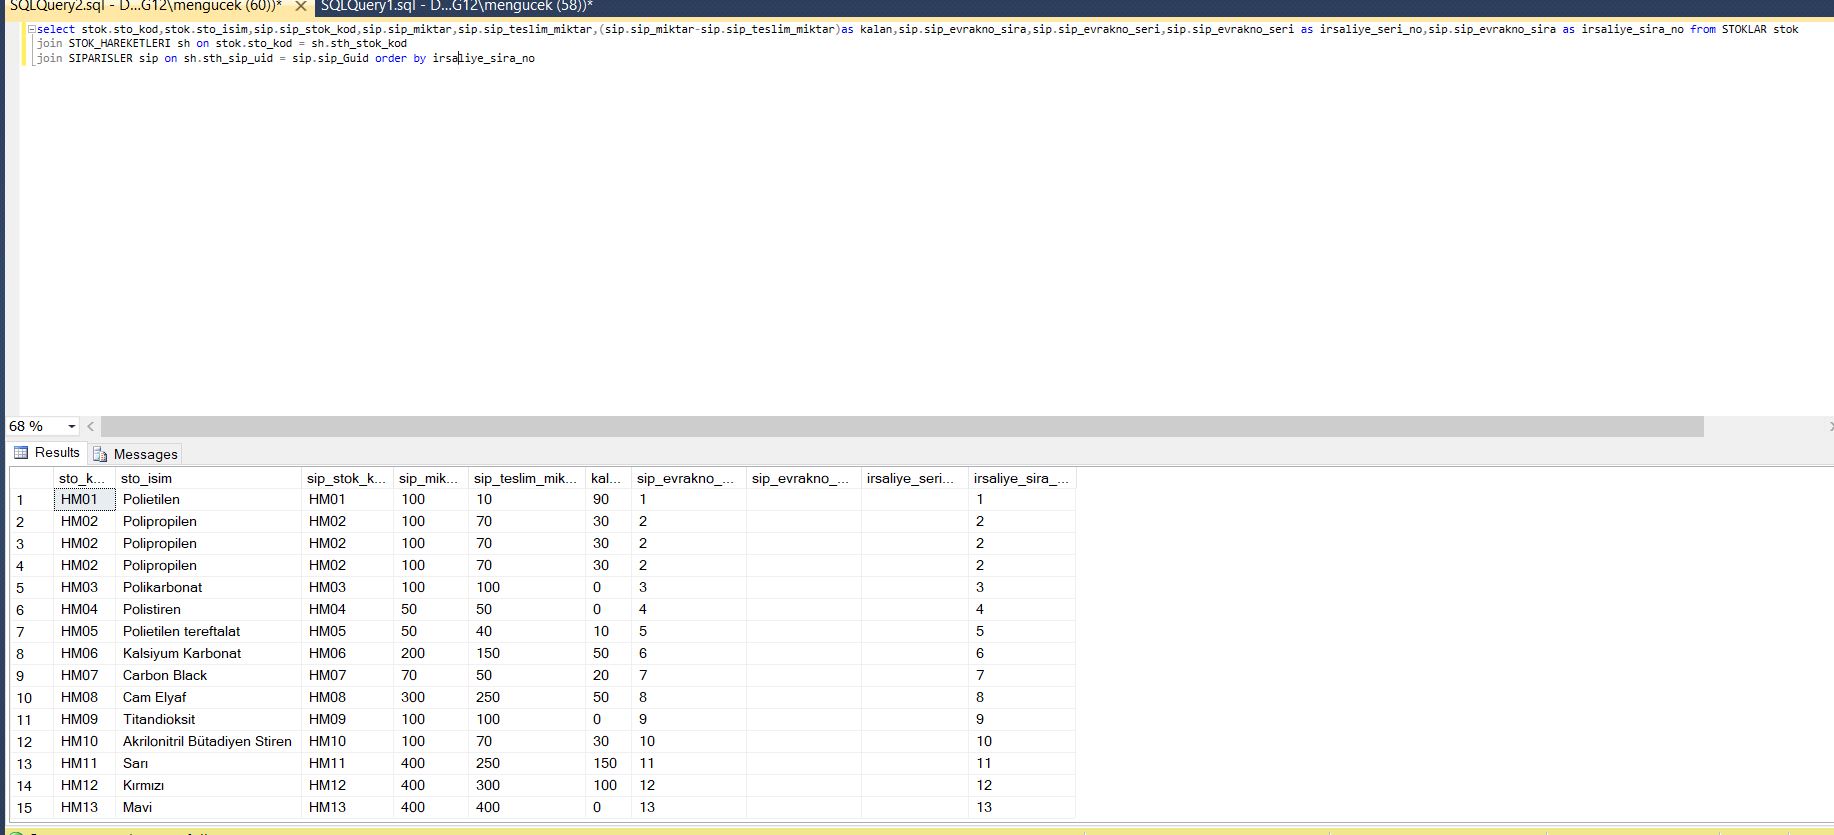 SQLQuery2.sql - D...G12\mengucek (60))* SQLQuery1.sql - D...G12\mengucek (58))*
select stok.sto_kod,stok.sto_isim,sip.sip_stok_kod,sip.sip_miktar,sip.sip_teslim_miktar,(sip.sip_miktar-sip.sip_teslim_miktar)as kalan,sip.sip_evrakno_sira,sip.sip_evrakno_seri,sip.sip_evrakno_seri as irsaliye_seri_no,sip.sip_evrakno_sira as irsaliye_sira_no from STOKLAR stok
join STOK_HAREKETLERI sh on stok.sto_kod = sh.sth_stok_kod
join SIPARISLER sip on sh.sth_sip_uid = sip.sip_Guid order by irsaliye_sira_no
68 %
Results Messages
sto_k... sto_isim sip_stok_k... sip_mik... sip_teslim_mik... kal... sip_evrakno_... sip_evrakno_... irsaliye_seri... irsaliye_sira_...
1 HM01 Polietilen HM01 100 10 90 1 1
2 HM02 Polipropilen HM02 100 70 30 2 2
3 HM02 Polipropilen HM02 100 70 30 2 2
4 HM02 Polipropilen HM02 100 70 30 2 2
5 HM03 Polikarbonat HM03 100 100 0 3 3
6 HM04 Polistiren HM04 50 50 0 4 4
7 HM05 Polietilen tereftalat HM05 50 40 10 5 5
8 HM06 Kalsiyum Karbonat HM06 200 150 50 6 6
9 HM07 Carbon Black HM07 70 50 20 7 7
10 HM08 Cam Elyaf HM08 300 250 50 8 8
11 HM09 Titandioksit HM09 100 100 0 9 9
12 HM10 Akrilonitril Bütadiyen Stiren HM10 100 70 30 10 10
13 HM11 Sarı HM11 400 250 150 11 11
14 HM12 Kırmızı HM12 400 300 100 12 12
15 HM13 Mavi HM13 400 400 0 13 13